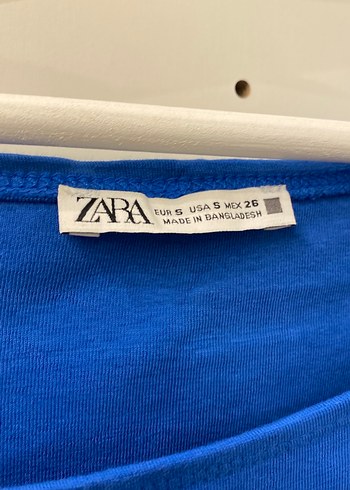 ZARA
EUR S USA S MEX 26
MADE IN BANGLADESH